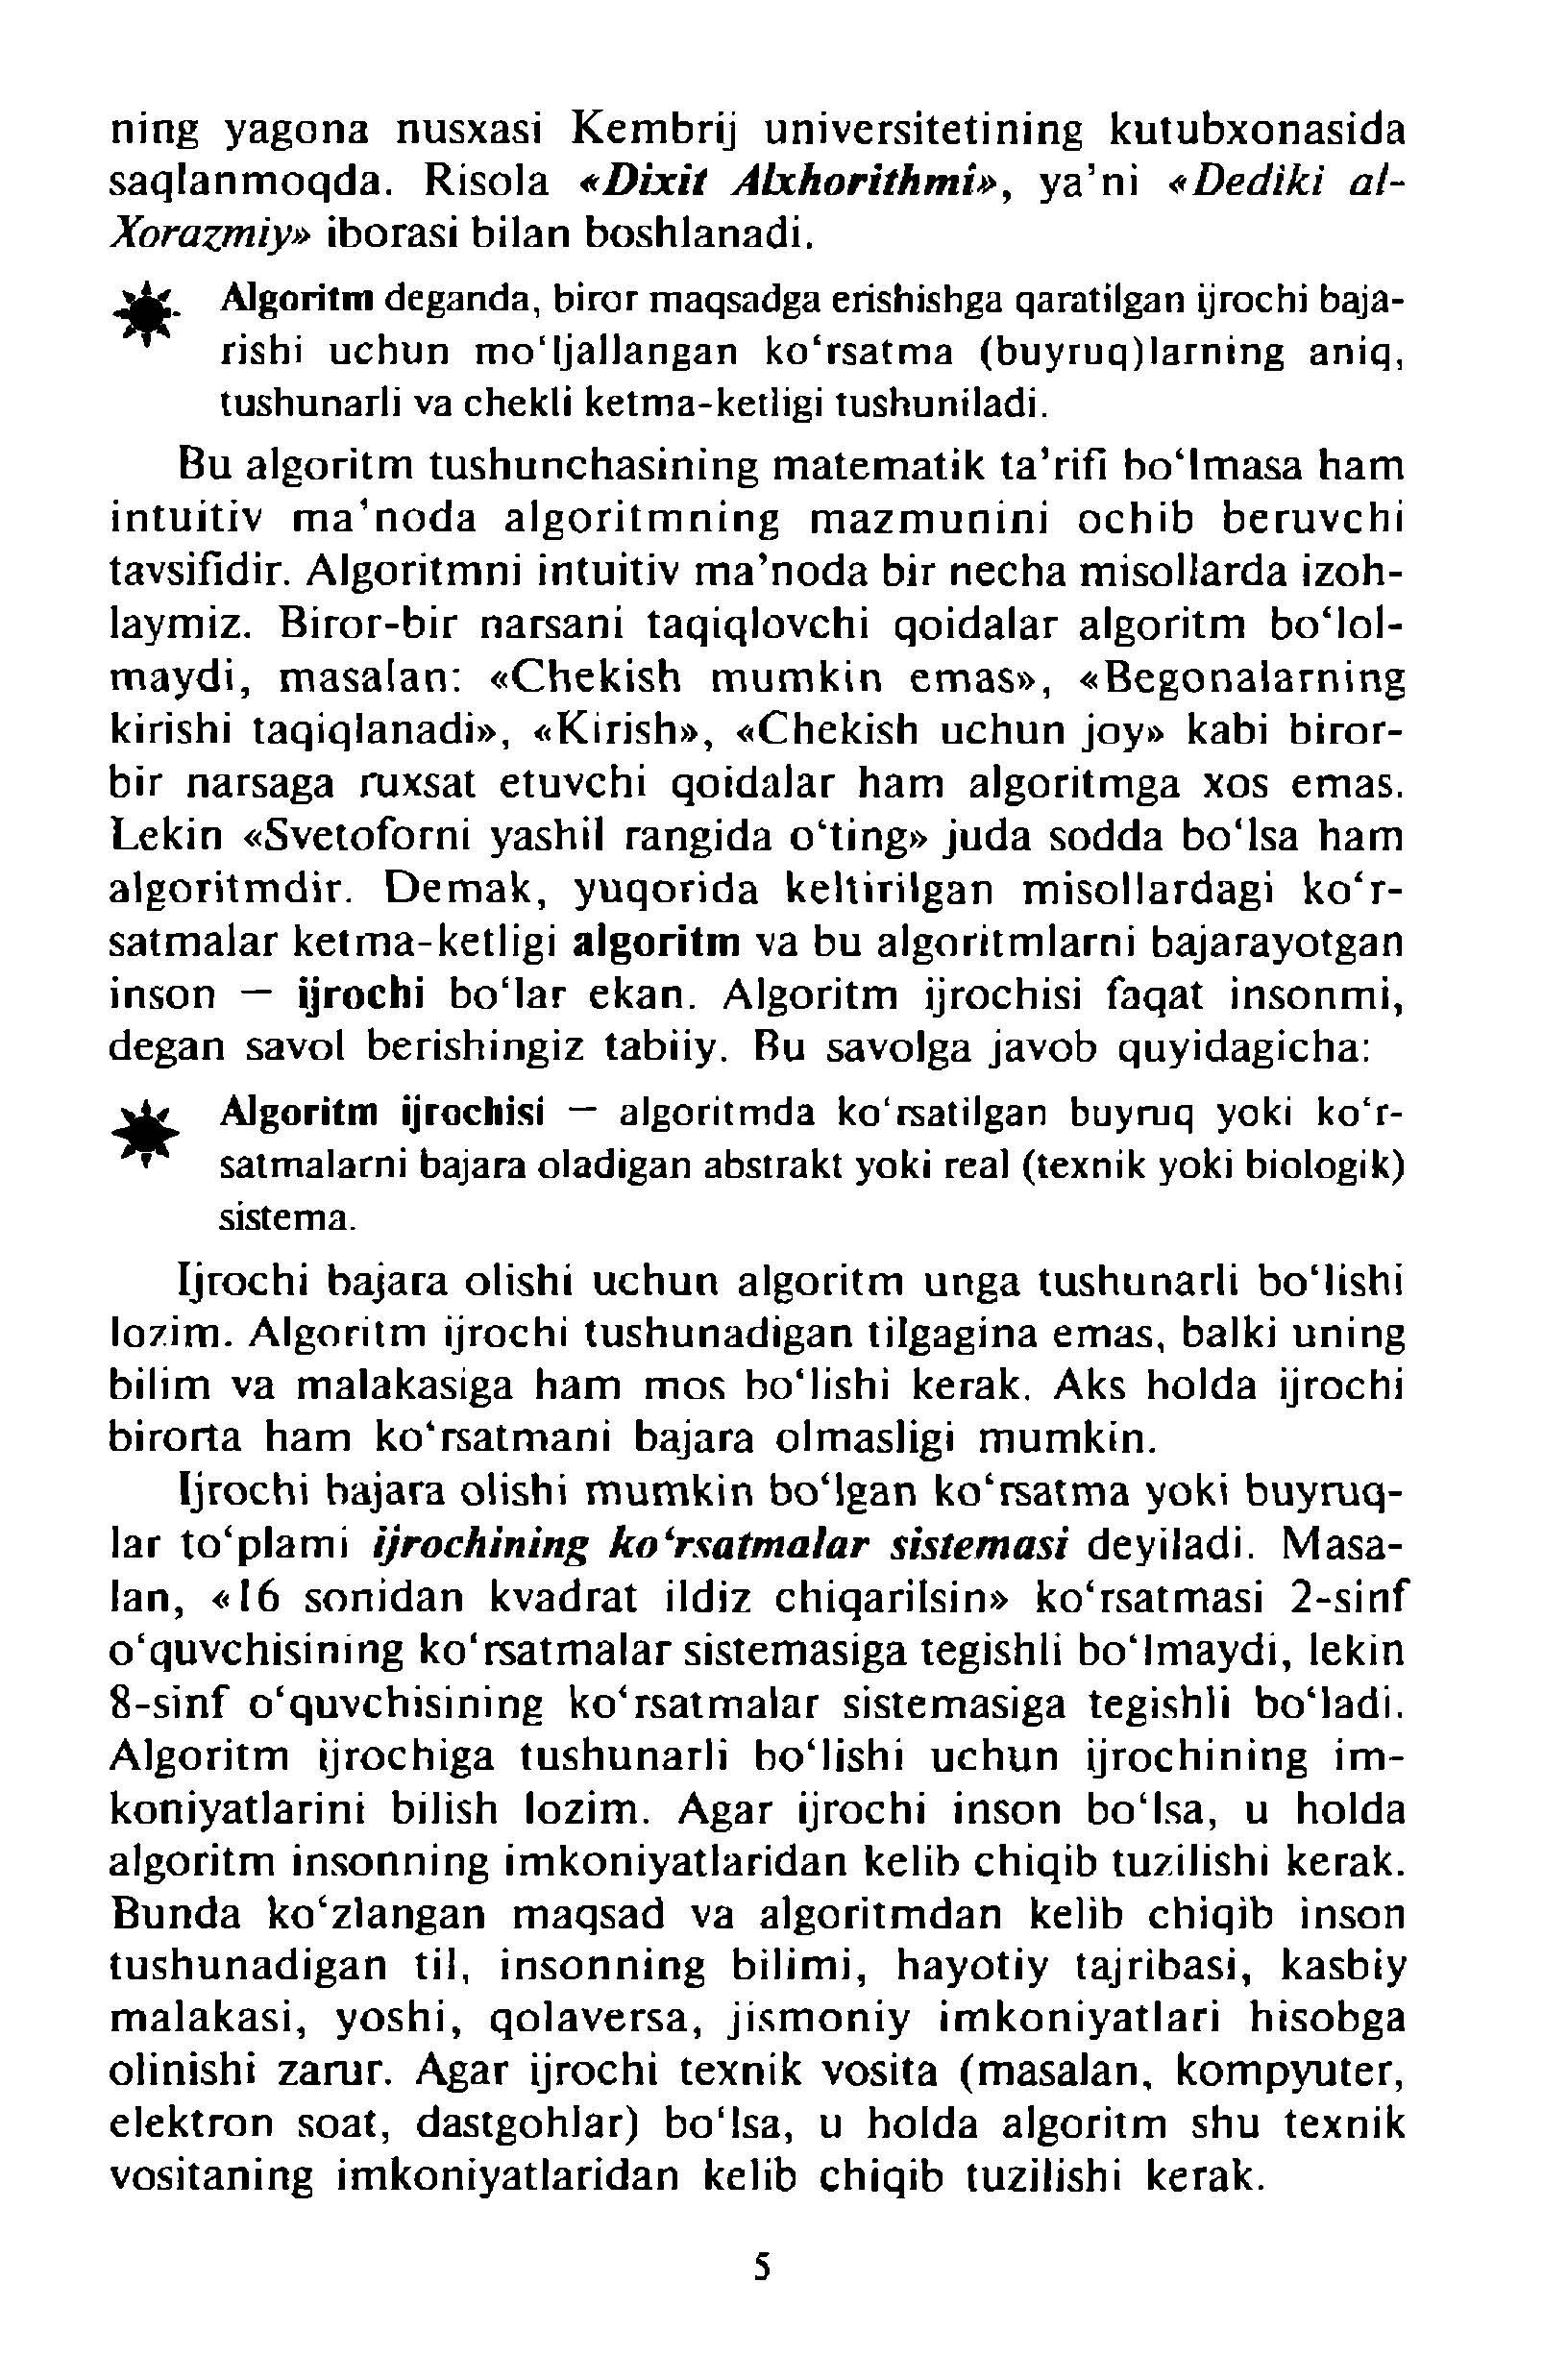 ning yagona nusxasi Kembrij universitetining kutubxonasida
saqlanmoqda. Risola «Dixit Alxhorithmi», ya’ni «Dediki al-
Xorazmiy» iborasi bilan boshlanadi.
Algoritm deganda, biror maqsadga erishishga qaratilgan ijrochi baja-
rishi uchun mo‘ljallangan ko‘rsatma (buyruq)larning aniq,
tushunarli va chekli ketma-ketligi tushuniladi.
Bu algoritm tushunchasining matematik ta’rifi bo‘lmasa ham
intuitiv ma’noda algoritmning mazmunini ochib beruvchi
tavsifidir. Algoritmni intuitiv ma’noda bir necha misollarda izoh-
laymiz. Biror-bir narsani taqiqlovchi qoidalar algoritm bo‘lol-
maydi, masalan: «Chekish mumkin emas», «Begonalarning
kirishi taqiqlanadi», «Kirish», «Chekish uchun joy» kabi biror-
bir narsaga ruxsat etuvchi qoidalar ham algoritmga xos emas.
Lekin «Svetoforni yashil rangida o‘ting» juda sodda bo‘lsa ham
algoritmdir. Demak, yuqorida keltirilgan misollardagi ko‘r-
satmalar ketma-ketligi algoritm va bu algoritmlarni bajarayotgan
inson — ijrochi bo‘lar ekan. Algoritm ijrochisi faqat insonmi,
degan savol berishingiz tabiiy. Bu savolga javob quyidagicha:
Algoritm ijrochisi — algoritmda ko‘rsatilgan buyruq yoki ko‘r-
satmalarni bajara oladigan abstrakt yoki real (texnik yoki biologik)
sistema.
Ijrochi bajara olishi uchun algoritm unga tushunarli bo‘lishi
lozim. Algoritm ijrochi tushunadigan tilgagina emas, balki uning
bilim va malakasiga ham mos bo‘lishi kerak. Aks holda ijrochi
birorta ham ko‘rsatmani bajara olmasligi mumkin.
Ijrochi bajara olishi mumkin bo‘lgan ko‘rsatma yoki buyruq-
lar to‘plami ijrochining ko‘rsatmalar sistemasi deyiladi. Masa-
lan, «16 sonidan kvadrat ildiz chiqarilsin» ko‘rsatmasi 2-sinf
o‘quvchisining ko‘rsatmalar sistemasiga tegishli bo‘lmaydi, lekin
8-sinf o‘quvchisining ko‘rsatmalar sistemasiga tegishli bo‘ladi.
Algoritm ijrochiga tushunarli bo‘lishi uchun ijrochining im-
koniyatlarini bilish lozim. Agar ijrochi inson bo‘lsa, u holda
algoritm insonning imkoniyatlaridan kelib chiqib tuzilishi kerak.
Bunda ko‘zlangan maqsad va algoritmdan kelib chiqib inson
tushunadigan til, insonning bilimi, hayotiy tajribasi, kasbiy
malakasi, yoshi, qolaversa, jismoniy imkoniyatlari hisobga
olinishi zarur. Agar ijrochi texnik vosita (masalan, kompyuter,
elektron soat, dastgohlar) bo‘lsa, u holda algoritm shu texnik
vositaning imkoniyatlaridan kelib chiqib tuzilishi kerak.
5